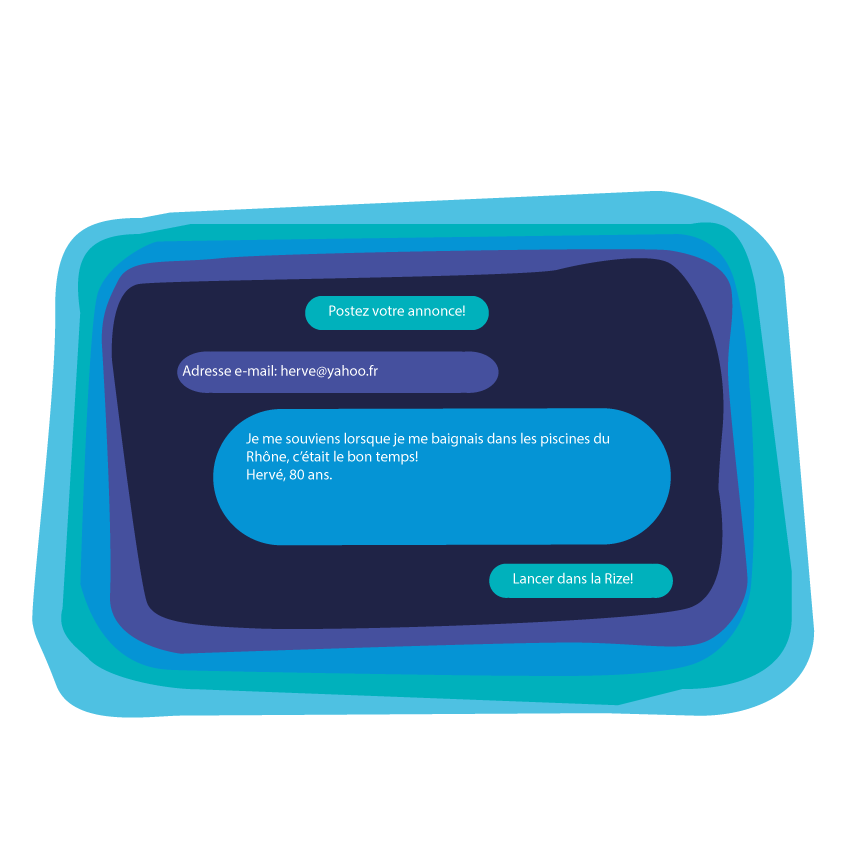 Postez votre annonce!
Adresse e-mail: herve@yahoo.fr
Je me souviens lorsque je me baignais dans les piscines du
Rhône, c'était le bon temps!
Hervé, 80 ans.
Lancer dans la Rize!